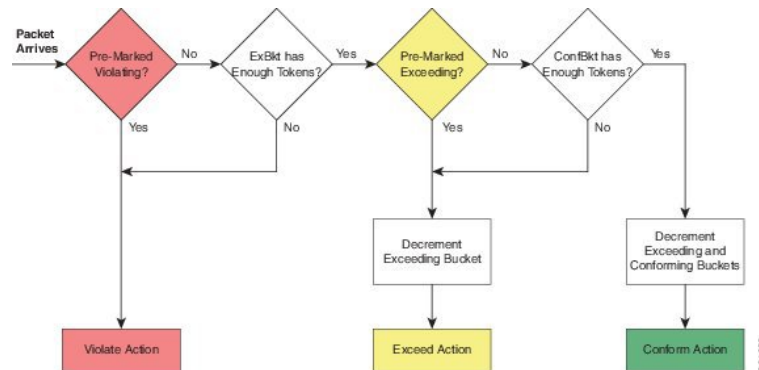 Packet
Arrives
Pre-Marked
Violating?
No
ExBkt has
Enough Tokens?
Yes
Pre-Marked
Exceeding?
No
ConfBkt has
Enough Tokens?
Yes
Yes
No
Yes
No
Decrement
Exceeding Bucket
Decrement
Exceeding and
Conforming Buckets
Violate Action
Exceed Action
Conform Action